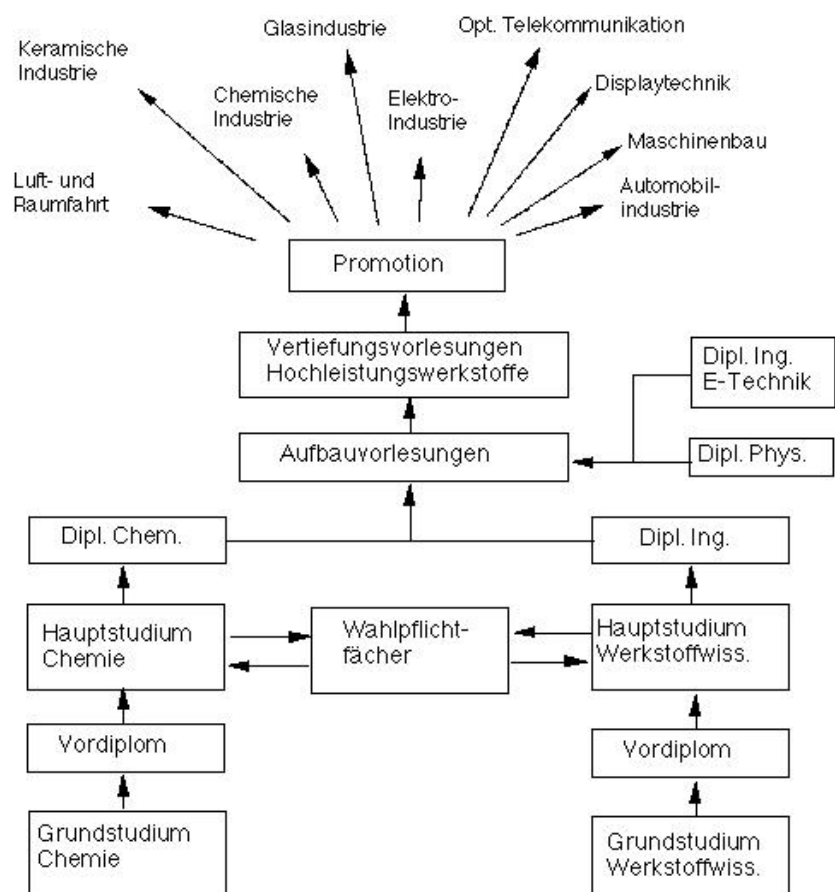 Glasindustrie
Opt. Telekommunikation
Keramische
Industrie
Chemische
Industrie
Elektro-
Industrie
Displaytechnik
Maschinenbau
Luft- und
Raumfahrt
Automobil-
industrie
Promotion
Vertiefungsvorlesungen
Hochleistungswerkstoffe
Dipl. Ing.
E-Technik
Aufbauvorlesungen
Dipl. Phys.
Dipl. Chem.
Dipl. Ing.
Hauptstudium
Chemie
Wahlpflicht-
fächer
Hauptstudium
Werkstoffwiss.
Vordiplom
Vordiplom
Grundstudium
Chemie
Grundstudium
Werkstoffwiss.